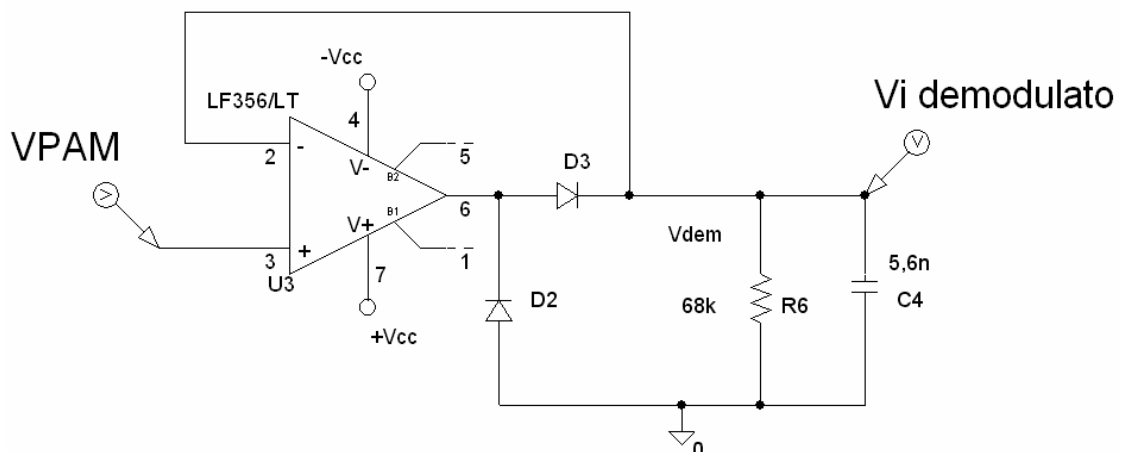 -Vcc
LF356/LT
4
Vi demodulato
VPAM
2
-
V-
B2
5
D3
V
>
6
B1
V+
Vdem
3
+
1
5,6n
U3
7
D2
68k
R6
C4
+Vcc
0